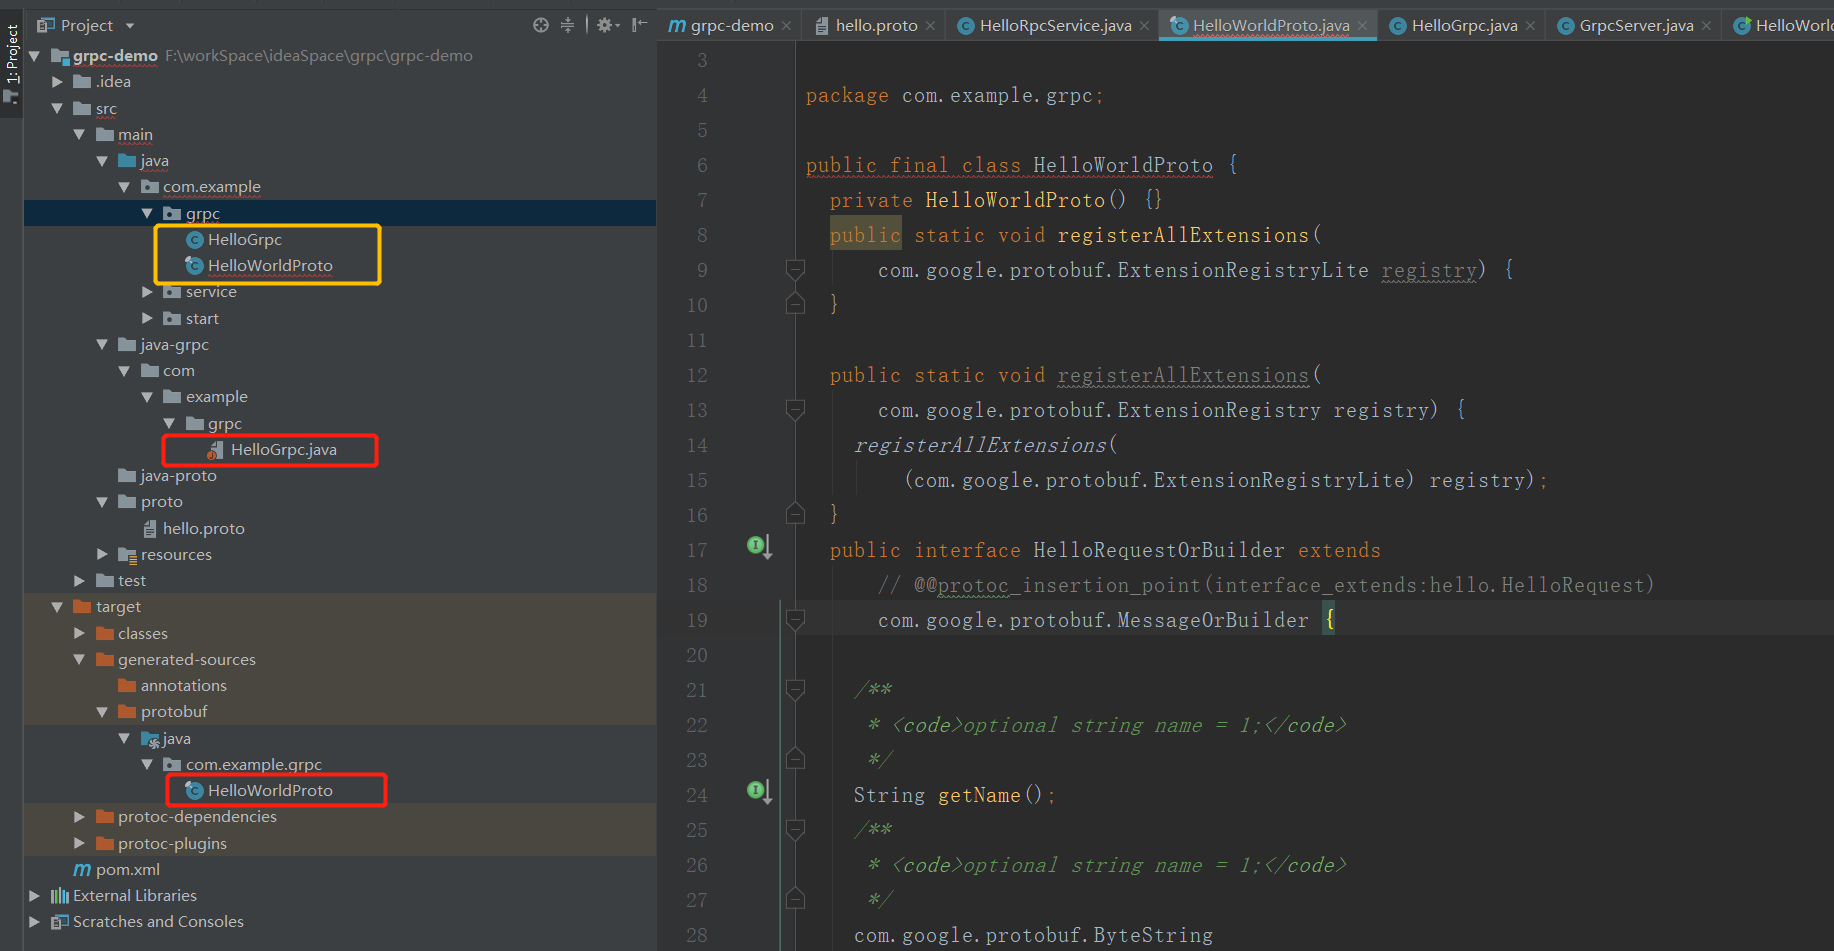 1: Project
Project
grpc-demo F:\workSpace\ideaSpace\grpc\grpc-demo
.idea
src
main
java
com.example
grpc
HelloGrpc
HelloWorldProto
service
start
java-grpc
com
example
grpc
HelloGrpc.java
java-proto
proto
hello.proto
resources
test
target
classes
generated-sources
annotations
protobuf
java
com.example.grpc
HelloWorldProto
protoc-dependencies
protoc-plugins
pom.xml
External Libraries
Scratches and Consoles
grpc-demo hello.proto HelloRpcService.java HelloWorldProto.java HelloGrpc.java GrpcServer.java HelloWorld
3
4 package com.example.grpc;
5
6 public final class HelloWorldProto {
7 private HelloWorldProto() {}
8 public static void registerAllExtensions(
9 com.google.protobuf.ExtensionRegistryLite registry) {
10 }
11
12 public static void registerAllExtensions(
13 com.google.protobuf.ExtensionRegistry registry) {
14 registerAllExtensions(
15 (com.google.protobuf.ExtensionRegistryLite) registry);
16 }
17 public interface HelloRequestOrBuilder extends
18 // @@protoc_insertion_point(interface_extends:hello.HelloRequest)
19 com.google.protobuf.MessageOrBuilder {
20
21 /**
22 * <code>optional string name = 1;</code>
23 */
24 String getName();
25 /**
26 * <code>optional string name = 1;</code>
27 */
28 com.google.protobuf.ByteString